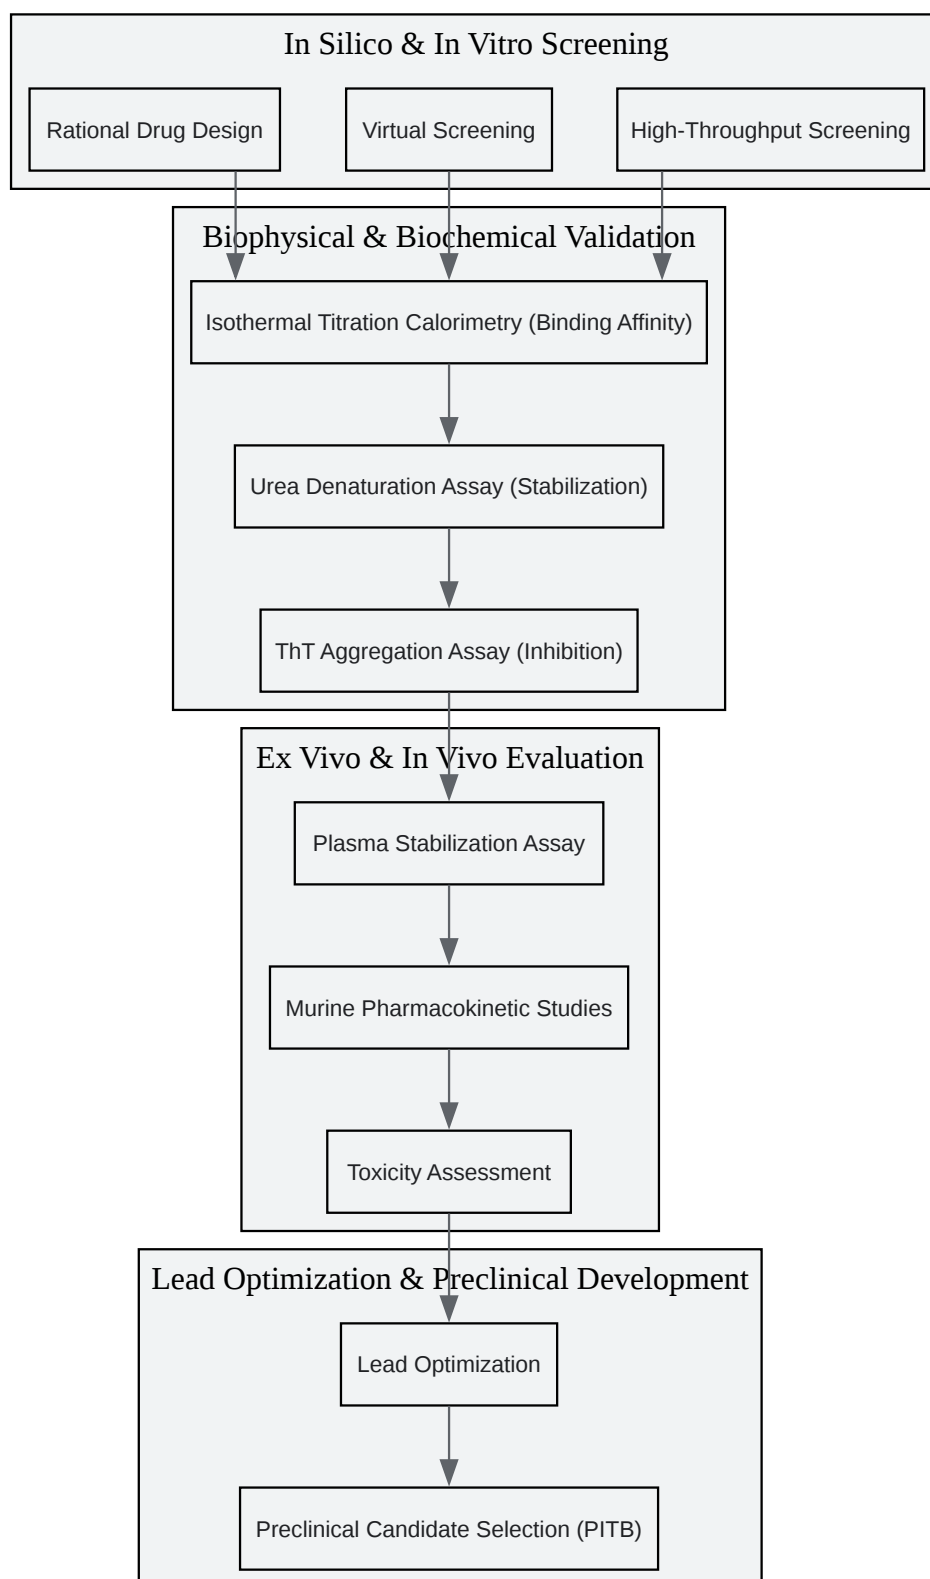 In Silico & In Vitro Screening
Rational Drug Design
Virtual Screening
High-Throughput Screening
Biophysical & Biochemical Validation
Isothermal Titration Calorimetry (Binding Affinity)
Urea Denaturation Assay (Stabilization)
ThT Aggregation Assay (Inhibition)
Ex Vivo & In Vivo Evaluation
Plasma Stabilization Assay
Murine Pharmacokinetic Studies
Toxicity Assessment
Lead Optimization & Preclinical Development
Lead Optimization
Preclinical Candidate Selection (PITB)